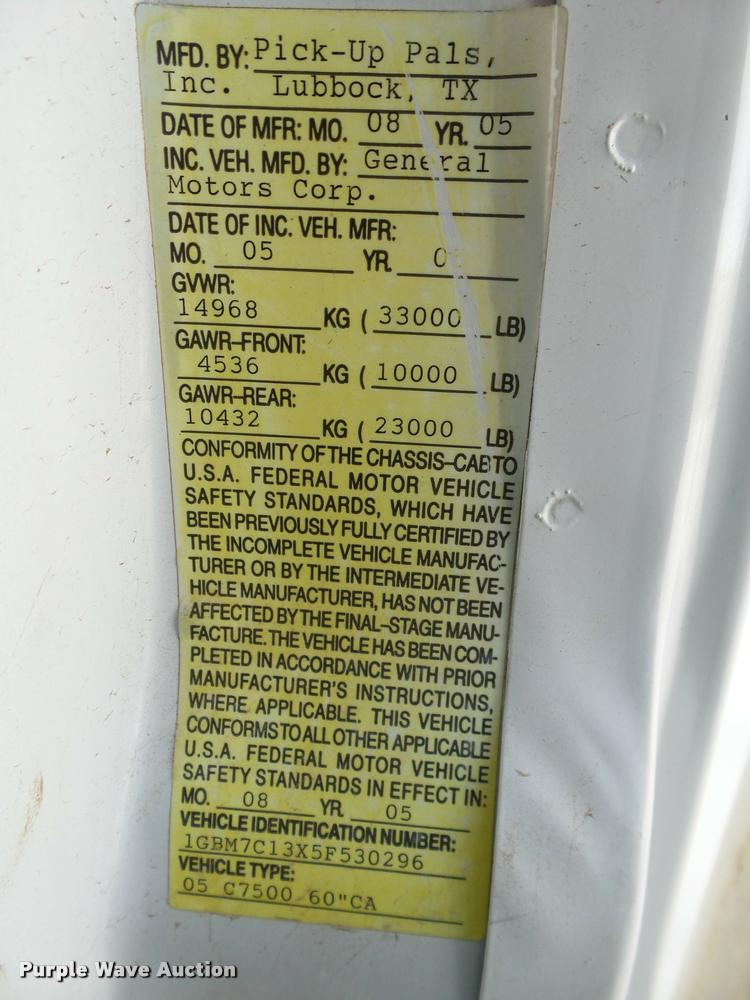 MFD. BY: Pick-Up Pals,
Inc. Lubbock, TX
DATE OF MFR: MO. 08 YR. 05
INC. VEH. MFD. BY: General
Motors Corp.
DATE OF INC. VEH. MFR:
MO. 05 YR.
GVWR:
14968 KG ( 33000 LB)
GAWR-FRONT:
4536 KG ( 10000 LB)
GAWR-REAR:
10432 KG ( 23000 LB)
CONFORMITY OF THE CHASSIS-CAB TO
U.S.A. FEDERAL MOTOR VEHICLE
SAFETY STANDARDS, WHICH HAVE
BEEN PREVIOUSLY FULLY CERTIFIED BY
THE INCOMPLETE VEHICLE MANUFAC-
TURER OR BY THE INTERMEDIATE VE-
HICLE MANUFACTURER, HAS NOT BEEN
AFFECTED BY THE FINAL-STAGE MANU-
FACTURE. THE VEHICLE HAS BEEN COM-
PLETED IN ACCORDANCE WITH PRIOR
MANUFACTURER'S INSTRUCTIONS,
WHERE APPLICABLE. THIS VEHICLE
CONFORMS TO ALL OTHER APPLICABLE
U.S.A. FEDERAL MOTOR VEHICLE
SAFETY STANDARDS IN EFFECT IN:
MO. 08 YR. 05
VEHICLE IDENTIFICATION NUMBER:
1GBM7C13X5F530296
VEHICLE TYPE:
05 C7500 60"CA
Purple Wave Auction